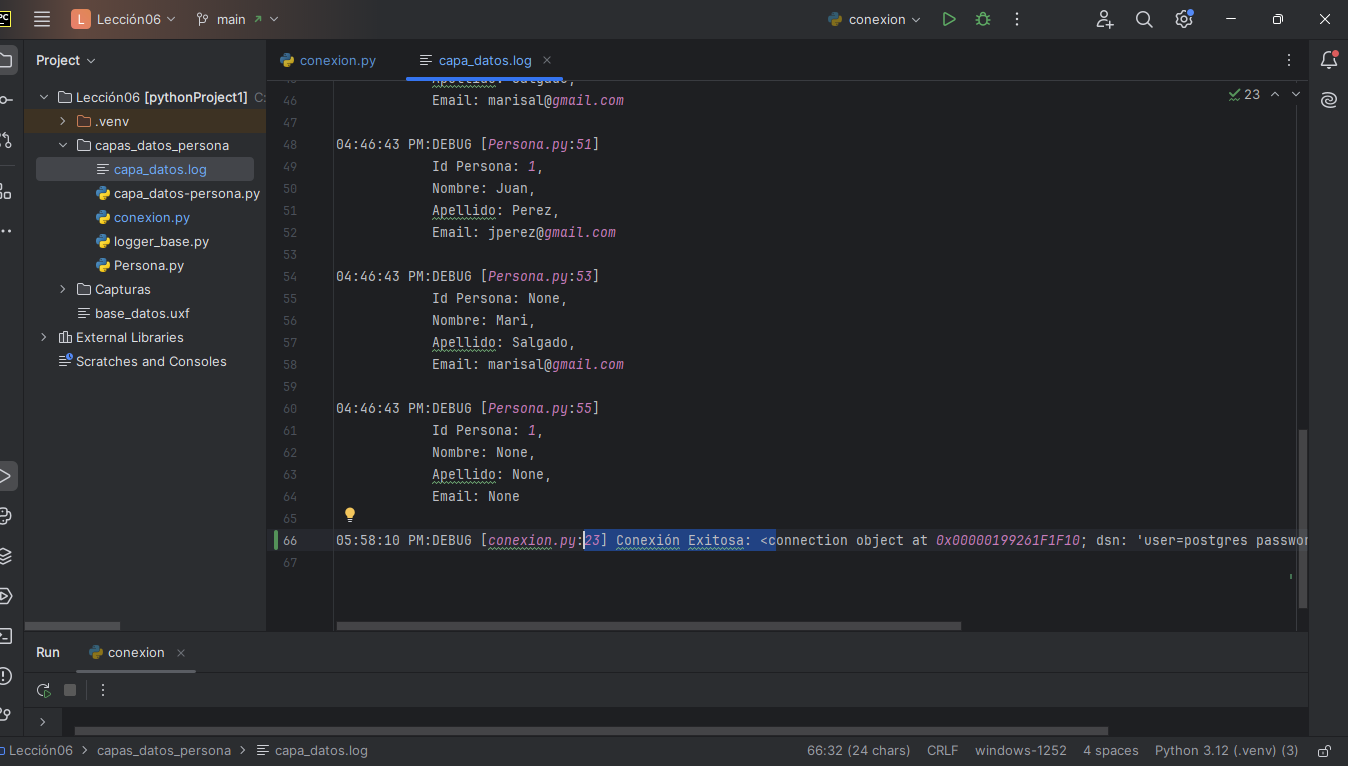 PC
L Lección06 main conexion
Project
conexion.py capa_datos.log
Lección06 [pythonProject1] C:
.venv
capas_datos_persona
capa_datos.log
capa_datos-persona.py
conexion.py
logger_base.py
Persona.py
Capturas
base_datos.uxf
External Libraries
Scratches and Consoles
23
Apellido: Salgado,
46 Email: marisal@gmail.com
47
48 04:46:43 PM:DEBUG [Persona.py:51]
49 Id Persona: 1,
50 Nombre: Juan,
51 Apellido: Perez,
52 Email: jperez@gmail.com
53
54 04:46:43 PM:DEBUG [Persona.py:53]
55 Id Persona: None,
56 Nombre: Mari,
57 Apellido: Salgado,
58 Email: marisal@gmail.com
59
60 04:46:43 PM:DEBUG [Persona.py:55]
61 Id Persona: 1,
62 Nombre: None,
63 Apellido: None,
64 Email: None
65
66 05:58:10 PM:DEBUG [conexion.py:23] Conexión Exitosa: <connection object at 0x00000199261F1F10; dsn: 'user=postgres passwor
67
Run conexion
Lección06 > capas_datos_persona > capa_datos.log 66:32 (24 chars) CRLF windows-1252 4 spaces Python 3.12 (.venv) (3)